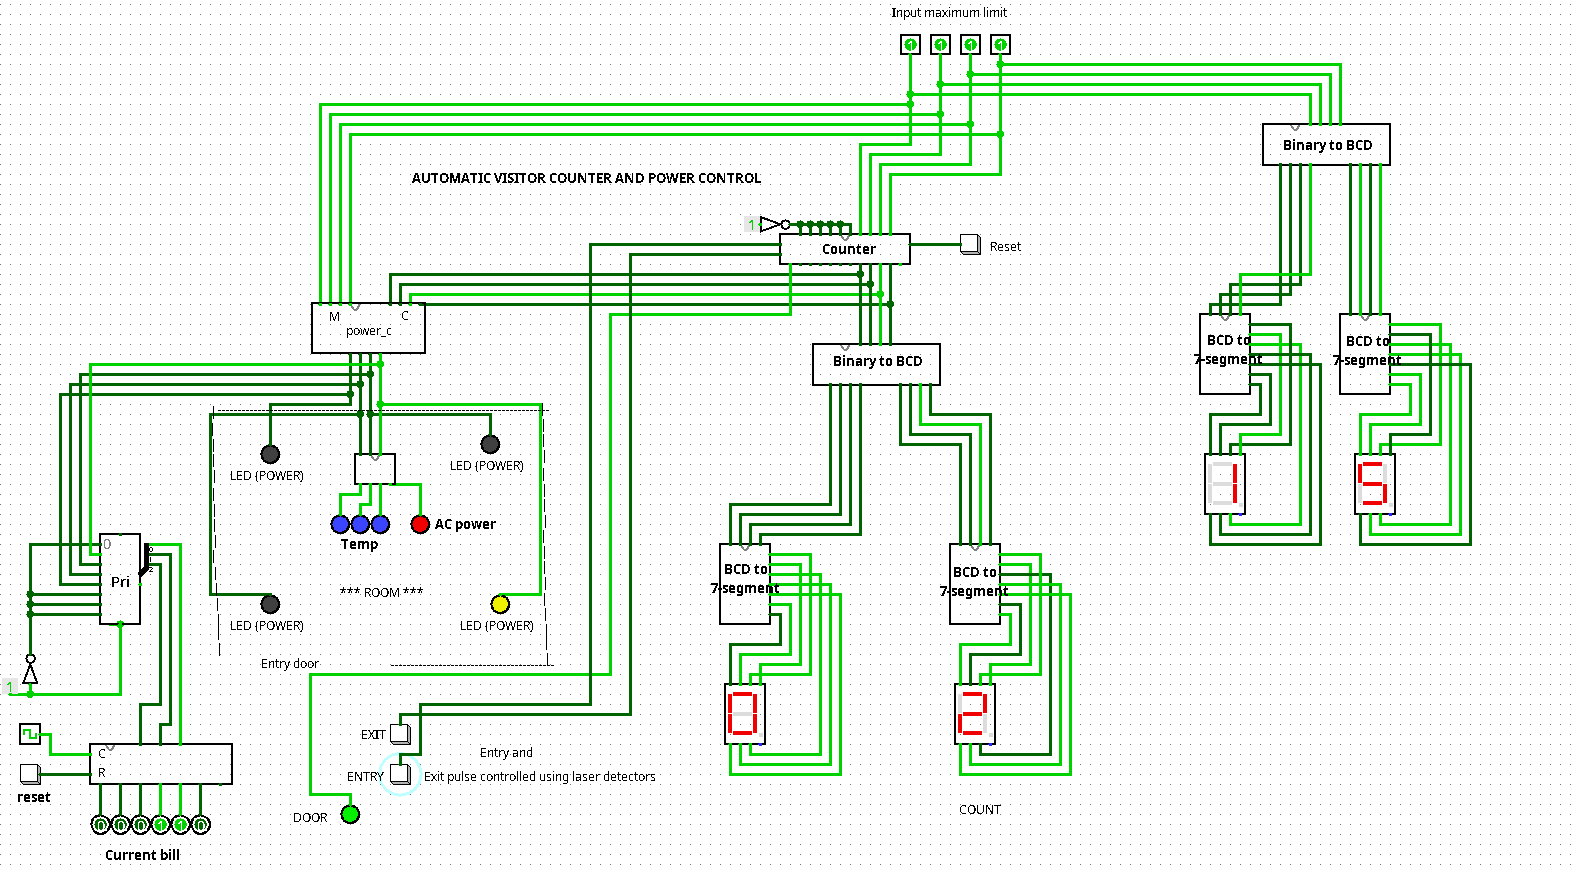 Input maximum limit
1 1 1 1
Binary to BCD
AUTOMATIC VISITOR COUNTER AND POWER CONTROL
1
Counter
Reset
M C
power_c
Binary to BCD
BCD to
7-segment
BCD to
7-segment
LED (POWER)
LED (POWER)
15
AC power
Temp
0
Pri
*** ROOM ***
BCD to
7-segment
BCD to
7-segment
LED (POWER)
LED (POWER)
Entry door
1
02
EXIT
Entry and
C
R
ENTRY
Exit pulse controlled using laser detectors
reset
DOOR
COUNT
0 0 0 1 1 0
Current bill